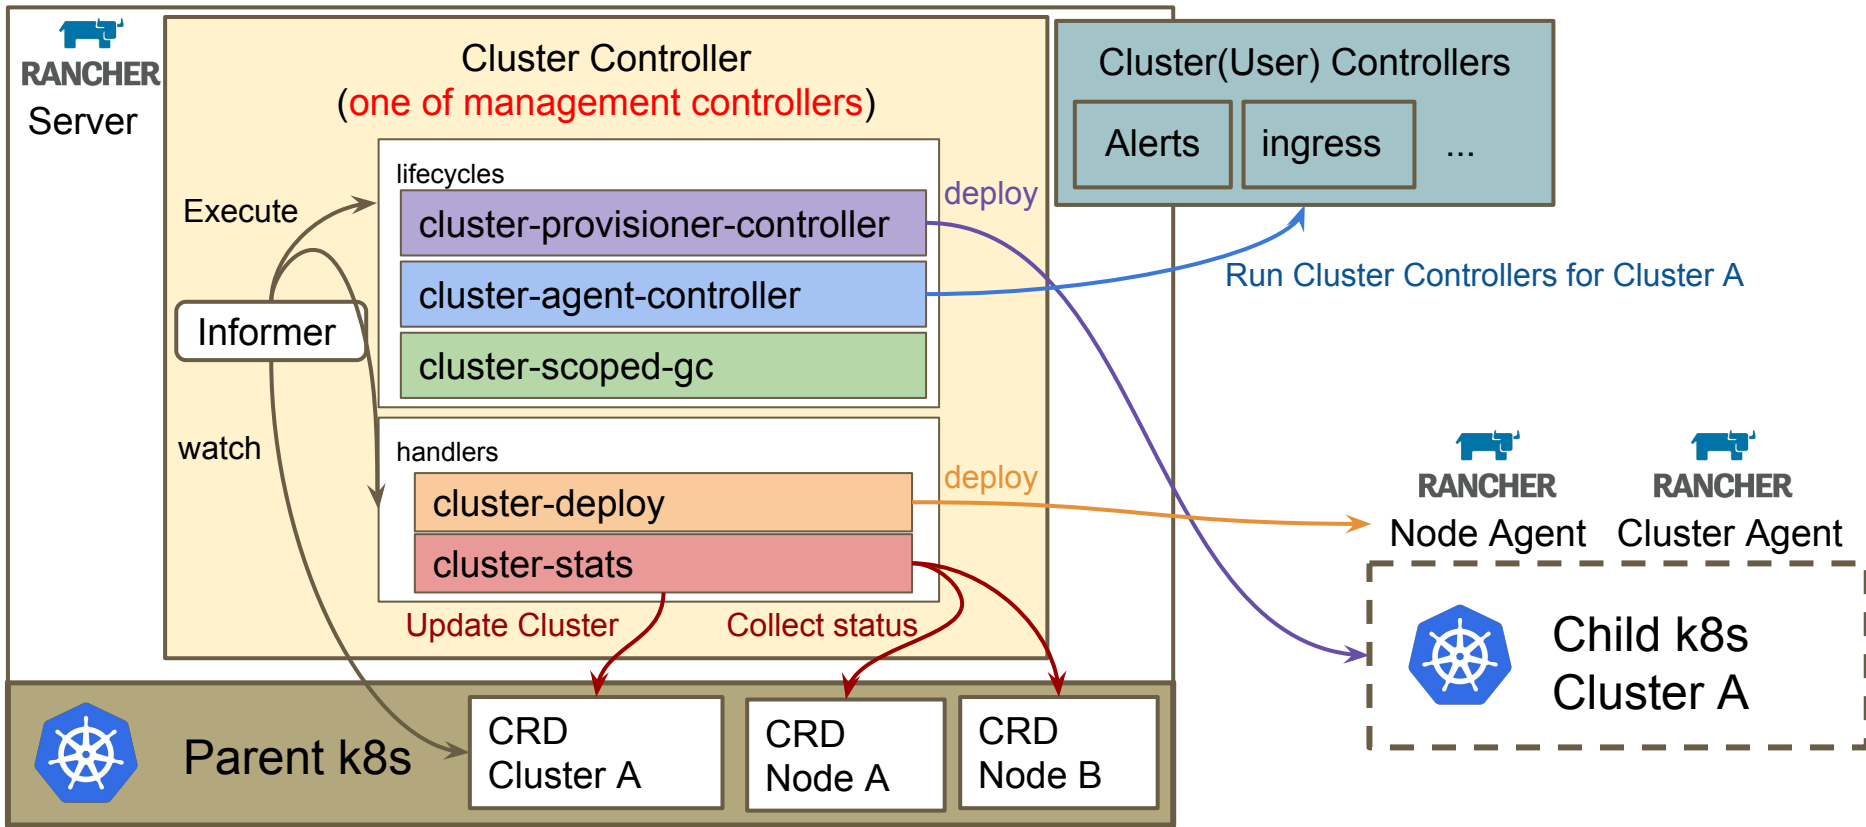 RANCHER
Server
Cluster Controller
(one of management controllers)
lifecycles
cluster-provisioner-controller
cluster-agent-controller
cluster-scoped-gc
Execute
Informer
watch
handlers
cluster-deploy
cluster-stats
Update Cluster
Collect status
deploy
deploy
Cluster(User) Controllers
Alerts
ingress
...
Run Cluster Controllers for Cluster A
RANCHER
Node Agent
RANCHER
Cluster Agent
Child k8s
Cluster A
Parent k8s
CRD
Cluster A
CRD
Node A
CRD
Node B